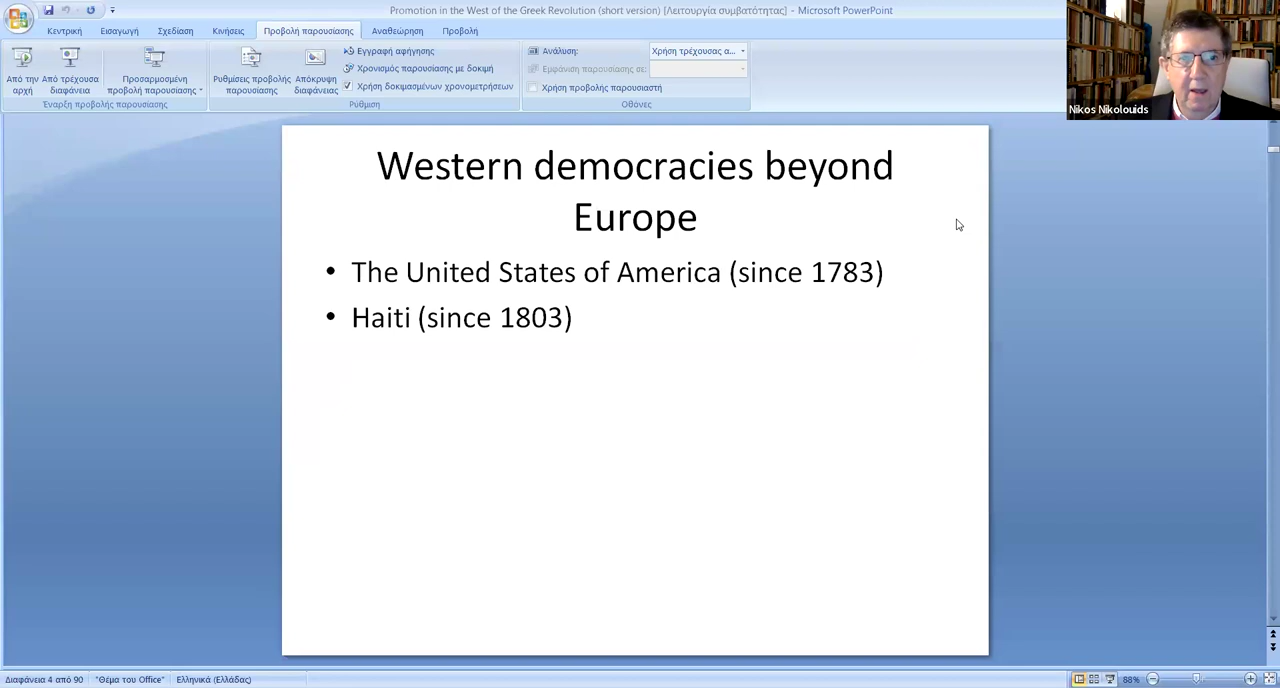 Promotion in the West of the Greek Revolution (short version) [Λειτουργία συμβατότητας] - Microsoft PowerPoint
Κεντρική Εισαγωγή Σχεδίαση Κινήσεις Προβολή παρουσίασης Αναθεώρηση Προβολή
Από την αρχή
Από τρέχουσα διαφάνεια
Προσαρμοσμένη προβολή παρουσίασης
Έναρξη προβολής παρουσίασης
Ρυθμίσεις προβολής παρουσίασης
Απόκρυψη διαφάνειας
Εγγραφή αφήγησης
Χρονισμός παρουσίασης με δοκιμή
Χρήση δοκιμασμένων χρονομετρήσεων
Ρύθμιση
Ανάλυση: Χρήση τρέχουσας α...
Εμφάνιση παρουσίασης σε:
Χρήση προβολής παρουσιαστή
Οθόνες
Nikos Nikolouids
Western democracies beyond
Europe
• The United States of America (since 1783)
• Haiti (since 1803)
Διαφάνεια 4 από 90 "Θέμα του Office" Ελληνικά (Ελλάδας) 88%